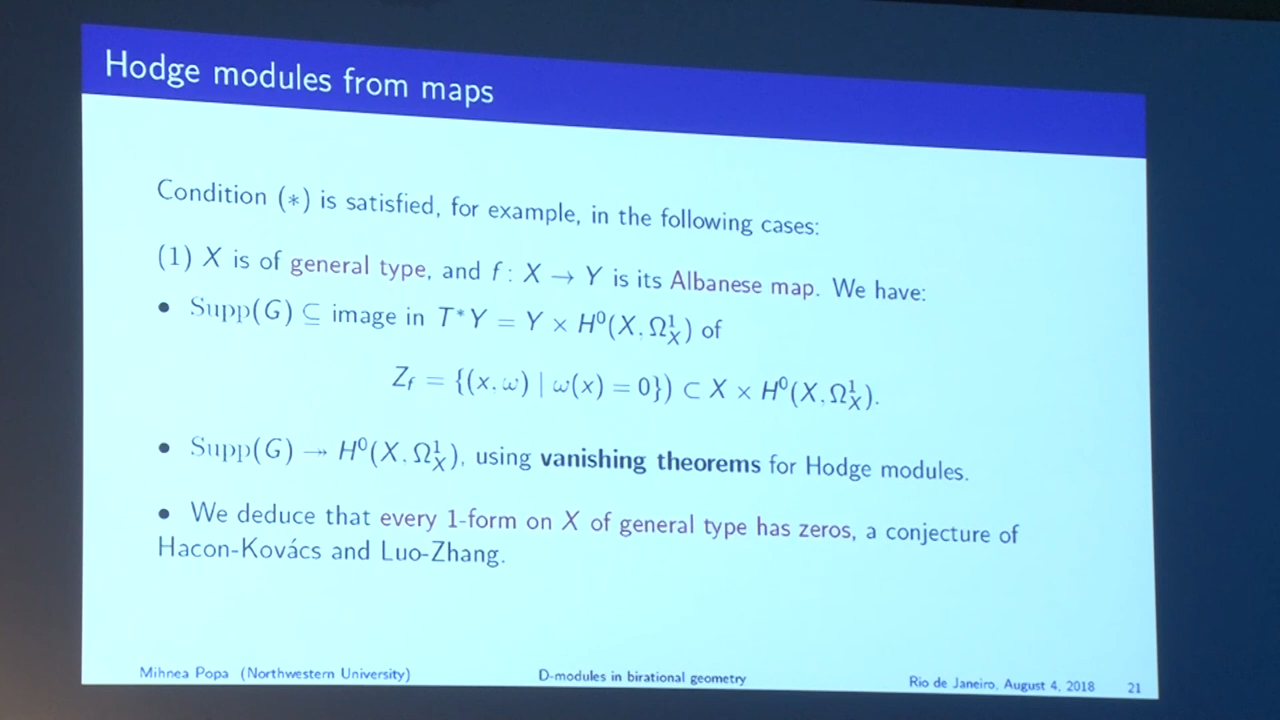 Hodge modules from maps
Condition (∗) is satisfied, for example, in the following cases:
(1) X is of general type, and f : X → Y is its Albanese map. We have:
• Supp(G) ⊆ image in T*Y = Y × H⁰(X, Ω¹_X) of
Z_f = {(x, ω) | ω(x) = 0}) ⊂ X × H⁰(X, Ω¹_X).
• Supp(G) ↠ H⁰(X, Ω¹_X), using vanishing theorems for Hodge modules.
• We deduce that every 1-form on X of general type has zeros, a conjecture of
Hacon-Kovács and Luo-Zhang.
Mihnea Popa (Northwestern University) D-modules in birational geometry Rio de Janeiro, August 4, 2018 21